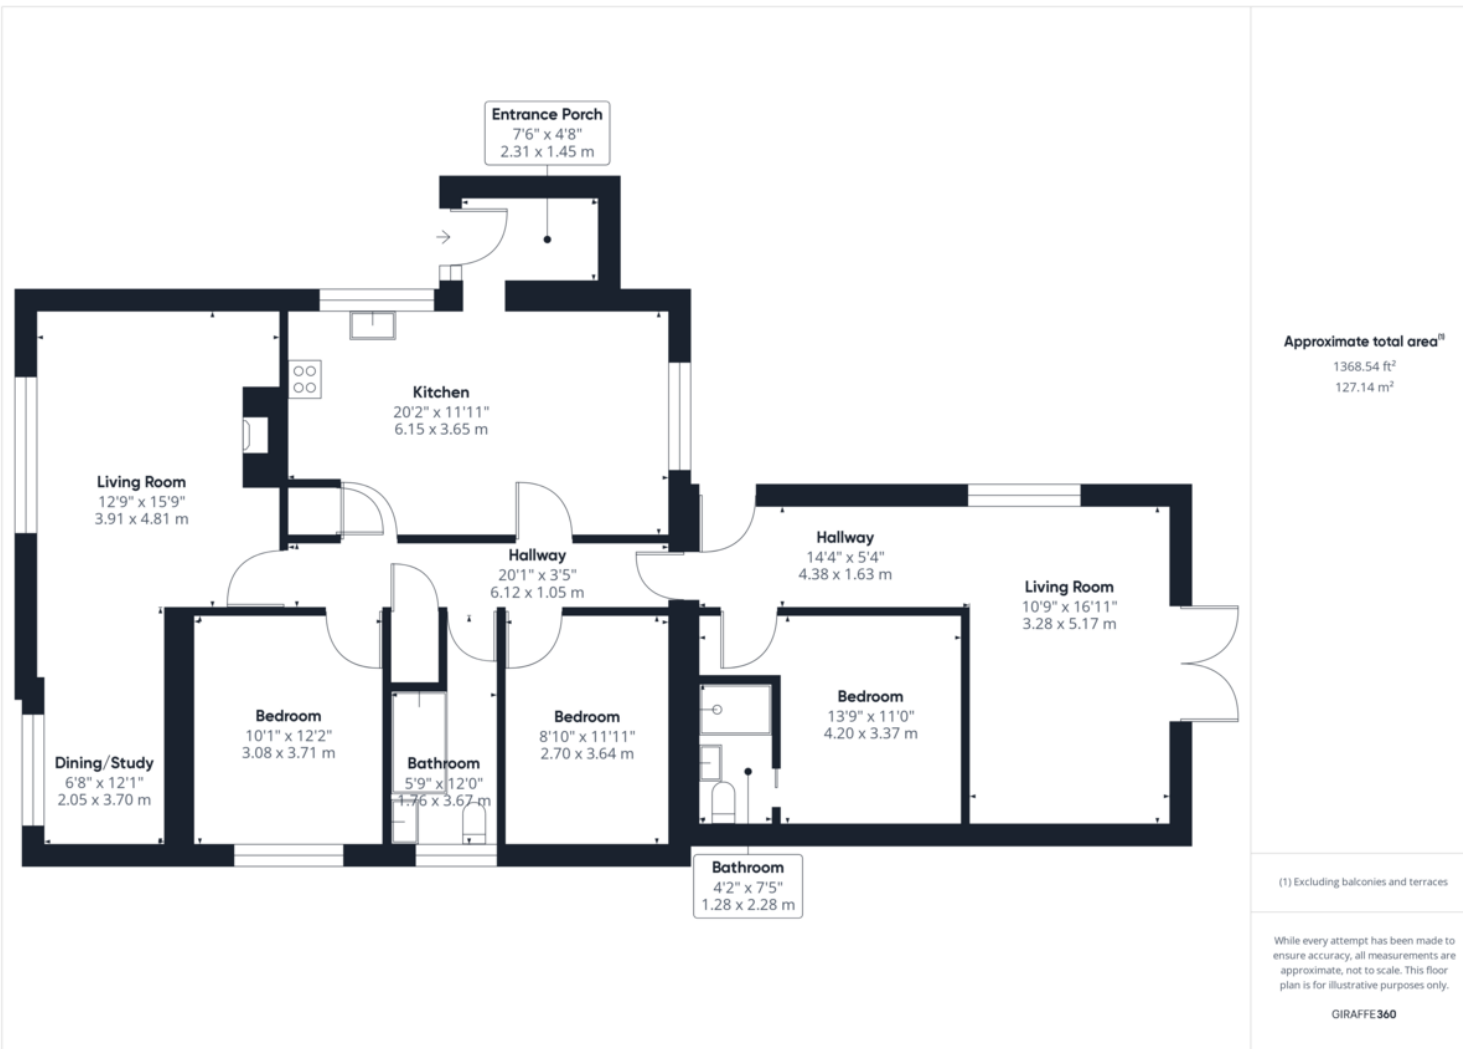 Entrance Porch
7'6" x 4'8"
2.31 x 1.45 m
Kitchen
20'2" x 11'11"
6.15 x 3.65 m
Living Room
12'9" x 15'9"
3.91 x 4.81 m
Hallway
20'1" x 3'5"
6.12 x 1.05 m
Hallway
14'4" x 5'4"
4.38 x 1.63 m
Living Room
10'9" x 16'11"
3.28 x 5.17 m
Dining/Study
6'8" x 12'1"
2.05 x 3.70 m
Bedroom
10'1" x 12'2"
3.08 x 3.71 m
Bathroom
5'9" x 12'0"
1.76 x 3.67 m
Bedroom
8'10" x 11'11"
2.70 x 3.64 m
Bedroom
13'9" x 11'0"
4.20 x 3.37 m
Bathroom
4'2" x 7'5"
1.28 x 2.28 m
Approximate total area(1)
1368.54 ft²
127.14 m²
(1) Excluding balconies and terraces
While every attempt has been made to
ensure accuracy, all measurements are
approximate, not to scale. This floor
plan is for illustrative purposes only.
GIRAFFE360